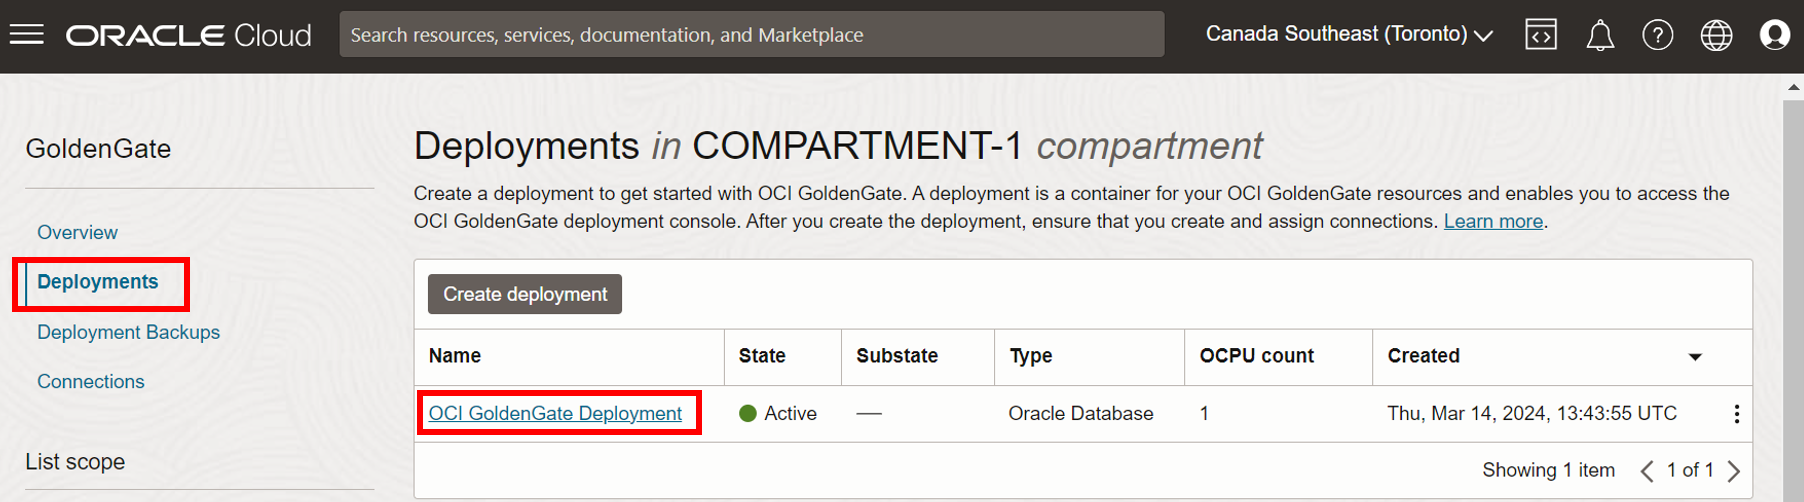 ORACLE Cloud
Search resources, services, documentation, and Marketplace
Canada Southeast (Toronto)
GoldenGate
Overview
Deployments
Deployment Backups
Connections
List scope
Deployments in COMPARTMENT-1 compartment
Create a deployment to get started with OCI GoldenGate. A deployment is a container for your OCI GoldenGate resources and enables you to access the
OCI GoldenGate deployment console. After you create the deployment, ensure that you create and assign connections. Learn more.
Create deployment
Name State Substate Type OCPU count Created
OCI GoldenGate Deployment Active — Oracle Database 1 Thu, Mar 14, 2024, 13:43:55 UTC
Showing 1 item 1 of 1